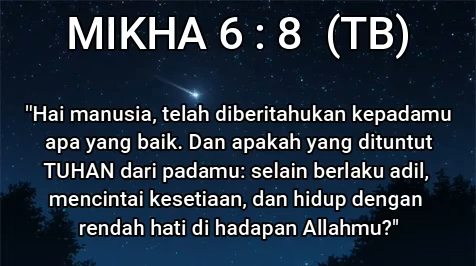 MIKHA 6 : 8 (TB)
"Hai manusia, telah diberitahukan kepadamu
apa yang baik. Dan apakah yang dituntut
TUHAN dari padamu: selain berlaku adil,
mencintai kesetiaan, dan hidup dengan
rendah hati di hadapan Allahmu?"